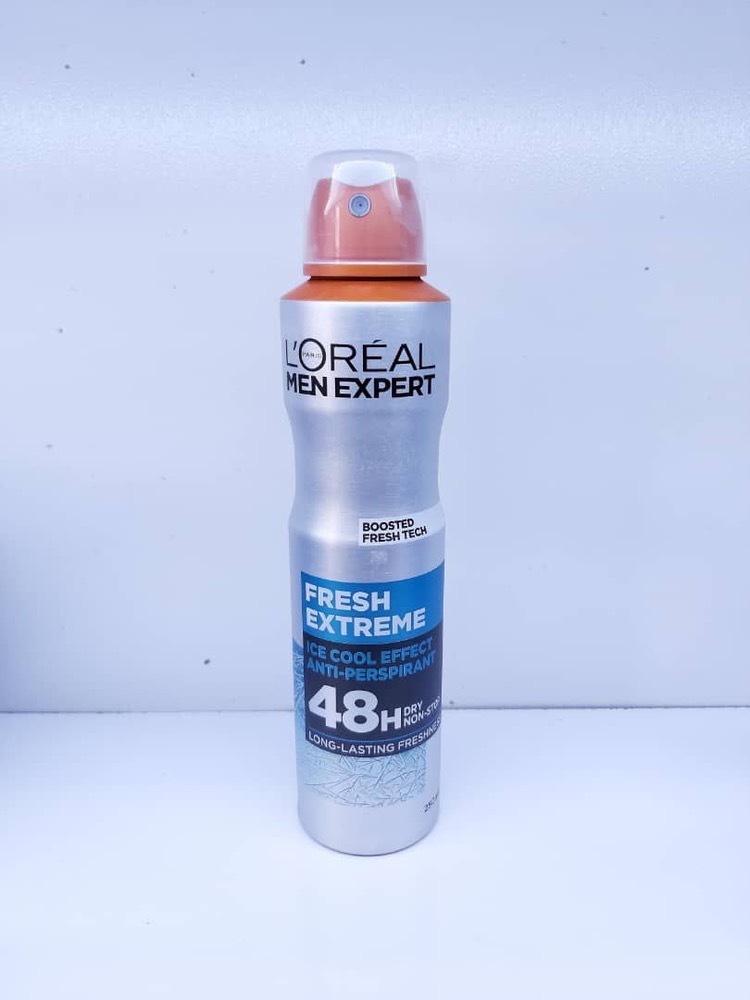 L'ORÉAL
PARIS
MEN EXPERT
BOOSTED
FRESH TECH
FRESH
EXTREME
ICE COOL EFFECT
ANTI-PERSPIRANT
48H DRY
NON-STOP
LONG-LASTING